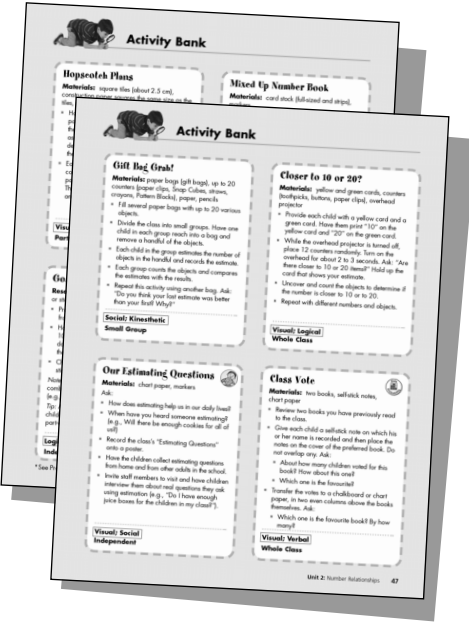 Activity Bank
Hopscotch Plans
Materials: square tiles (about 2.5 cm),
construction paper squares the same size as the
tiles,
Mixed Up Number Book
Materials: card stock (full-sized and strips),
markers
Activity Bank
Gift Bag Grab!
Materials: paper bags (gift bags), up to 20
counters (paper clips, Snap Cubes, straws,
crayons, Pattern Blocks), paper, pencils
• Fill several paper bags with up to 20 various
objects.
• Divide the class into small groups. Have one
child in each group reach into a bag and
remove a handful of the objects.
• Each child in the group estimates the number of
objects in the handful and records the estimate.
• Each group counts the objects and compares
the estimates with the results.
• Repeat this activity using another bag. Ask:
"Do you think your last estimate was better
than your first? Why?"
Social; Kinesthetic
Small Group
Closer to 10 or 20?
Materials: yellow and green cards, counters
(toothpicks, buttons, paper clips), overhead
projector
• Provide each child with a yellow card and a
green card. Have them print "10" on the
yellow card and "20" on the green card.
• While the overhead projector is turned off,
place 12 counters randomly. Turn on the
overhead for about 2 to 3 seconds. Ask: "Are
there closer to 10 or 20 items?" Hold up the
card that shows your estimate.
• Uncover and count the objects to determine if
the number is closer to 10 or to 20.
• Repeat with different numbers and objects.
Visual; Logical
Whole Class
Our Estimating Questions
Materials: chart paper, markers
Ask:
• How does estimating help us in our daily lives?
• When have you heard someone estimating?
(e.g., Will there be enough cookies for all of
us?)
• Record the class's "Estimating Questions"
onto a poster.
• Have the children collect estimating questions
from home and from other adults in the school.
• Invite staff members to visit and have children
interview them about real questions they ask
using estimation (e.g., "Do I have enough
juice boxes for the children in my class?").
Visual; Social
Independent
Class Vote
Materials: two books, self-stick notes,
chart paper
• Review two books you have previously read
to the class.
• Give each child a self-stick note on which his
or her name is recorded and then place the
notes on the cover of the preferred book. Do
not overlap any. Ask:
• About how many children voted for this
book? How about this one?
• Which one is the favourite?
• Transfer the votes to a chalkboard or chart
paper, in two even columns above the books
themselves. Ask:
• Which one is the favourite book? By how
many?
Visual; Verbal
Whole Class
Unit 2: Number Relationships 47